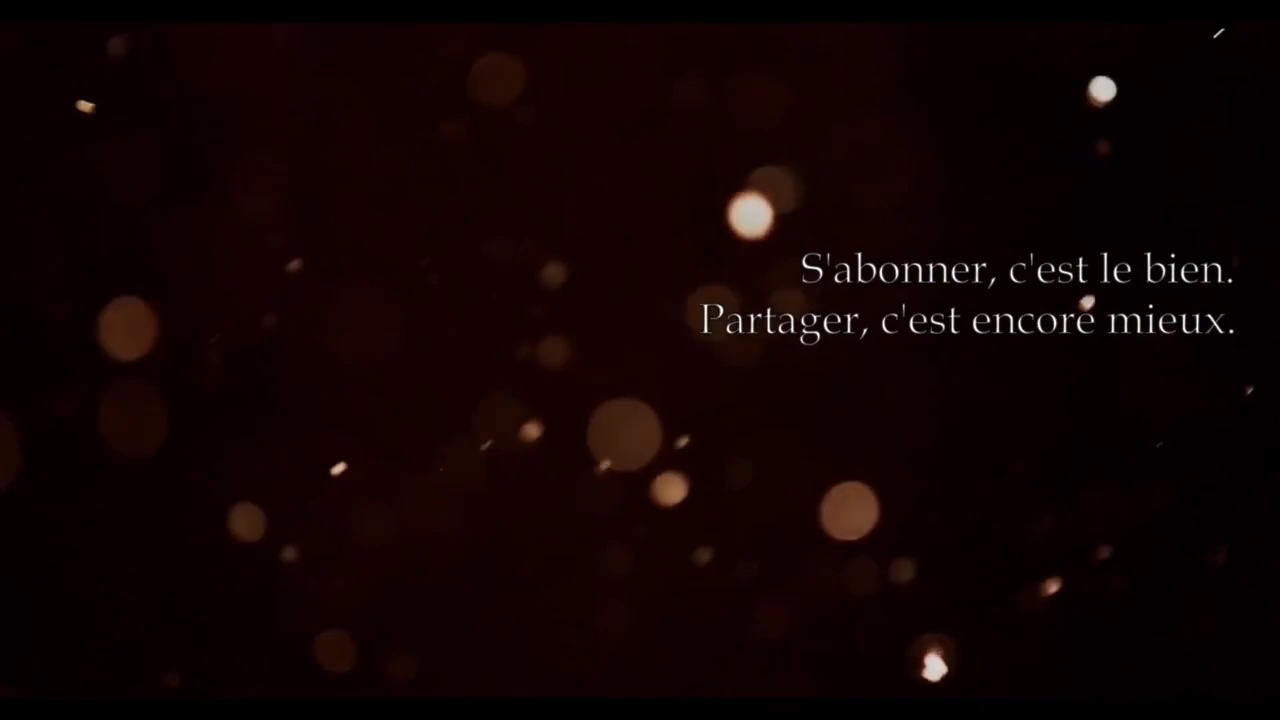 S'abonner, c'est le bien.
Partager, c'est encore mieux.